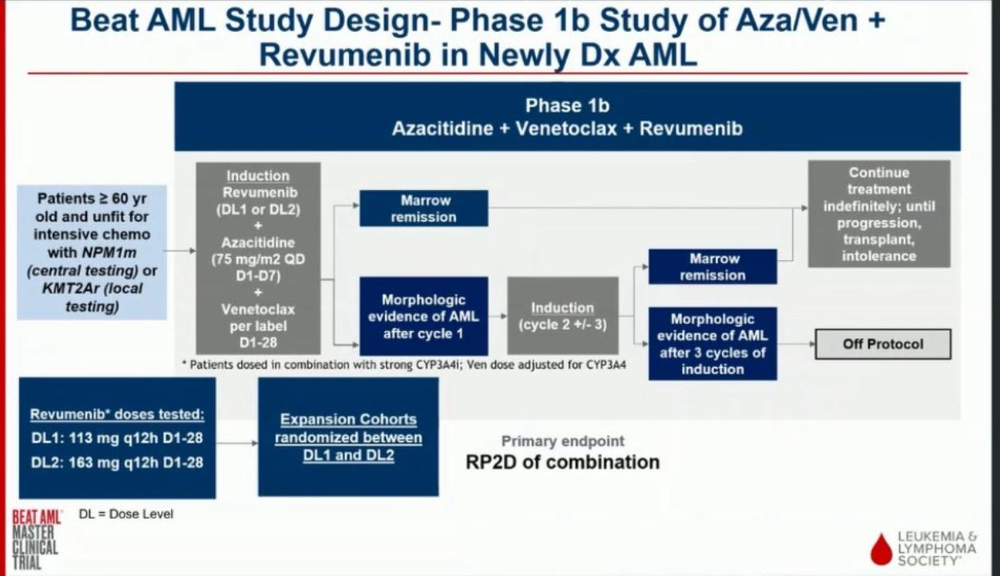 Beat AML Study Design- Phase 1b Study of Aza/Ven +
Revumenib in Newly Dx AML
Phase 1b
Azacitidine + Venetoclax + Revumenib
Patients ≥ 60 yr
old and unfit for
intensive chemo
with NPM1m
(central testing) or
KMT2Ar (local
testing)
Induction
Revumenib
(DL1 or DL2)
+
Azacitidine
(75 mg/m2 QD
D1-D7)
+
Venetoclax
per label
D1-28
Marrow
remission
Morphologic
evidence of AML
after cycle 1
Induction
(cycle 2 +/- 3)
Marrow
remission
Morphologic
evidence of AML
after 3 cycles of
induction
Continue
treatment
indefinitely; until
progression,
transplant,
intolerance
Off Protocol
* Patients dosed in combination with strong CYP3A4i; Ven dose adjusted for CYP3A4
Revumenib* doses tested:
DL1: 113 mg q12h D1-28
DL2: 163 mg q12h D1-28
Expansion Cohorts
randomized between
DL1 and DL2
Primary endpoint
RP2D of combination
DL = Dose Level
BEAT AML®
MASTER
CLINICAL
TRIAL
LEUKEMIA &
LYMPHOMA
SOCIETY®